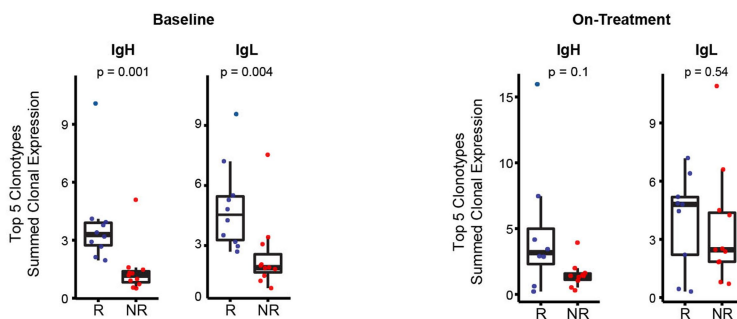 Baseline
On-Treatment
IgH
IgL
IgH
IgL
p = 0.001
p = 0.004
p = 0.1
p = 0.54
Top 5 Clonotypes
Summed Clonal Expression
9
6
3
0
R NR
9
6
3
0
R NR
Top 5 Clonotypes
Summed Clonal Expression
15
10
5
0
R NR
9
6
3
0
R NR